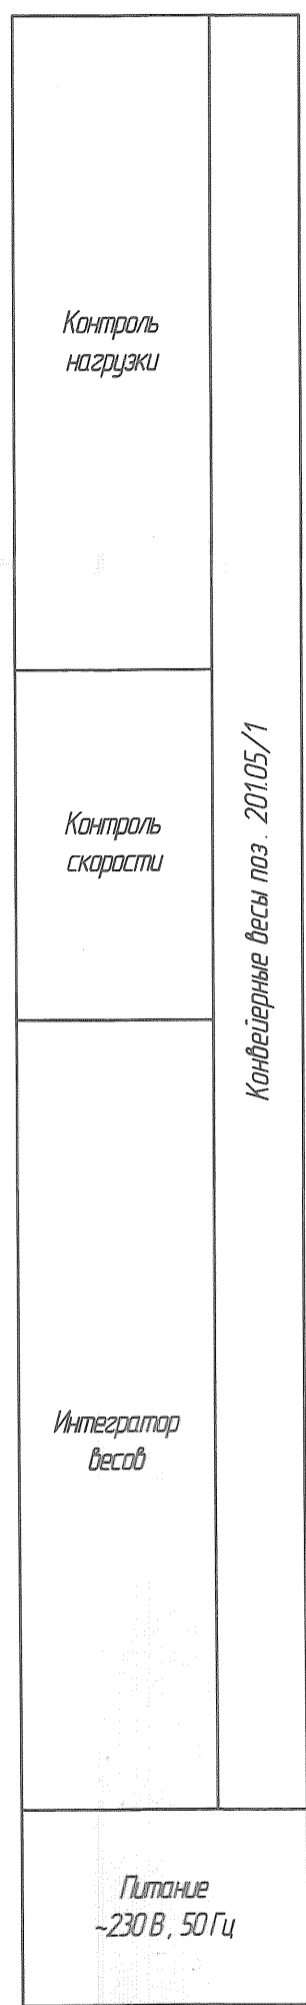 Контроль
нагрузки
Контроль
скорости
Интегратор
весов
Конвейерные весы поз. 201.05/1
Питание
~230 В, 50 Гц